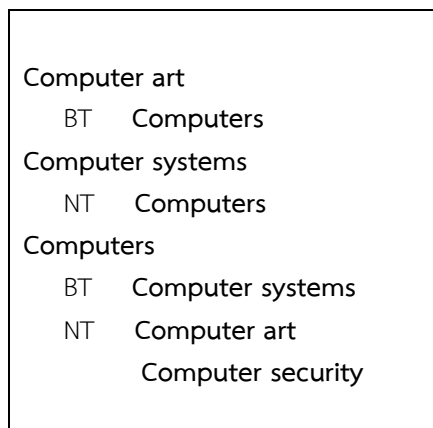 Computer art
BT Computers
Computer systems
NT Computers
Computers
BT Computer systems
NT Computer art
Computer security